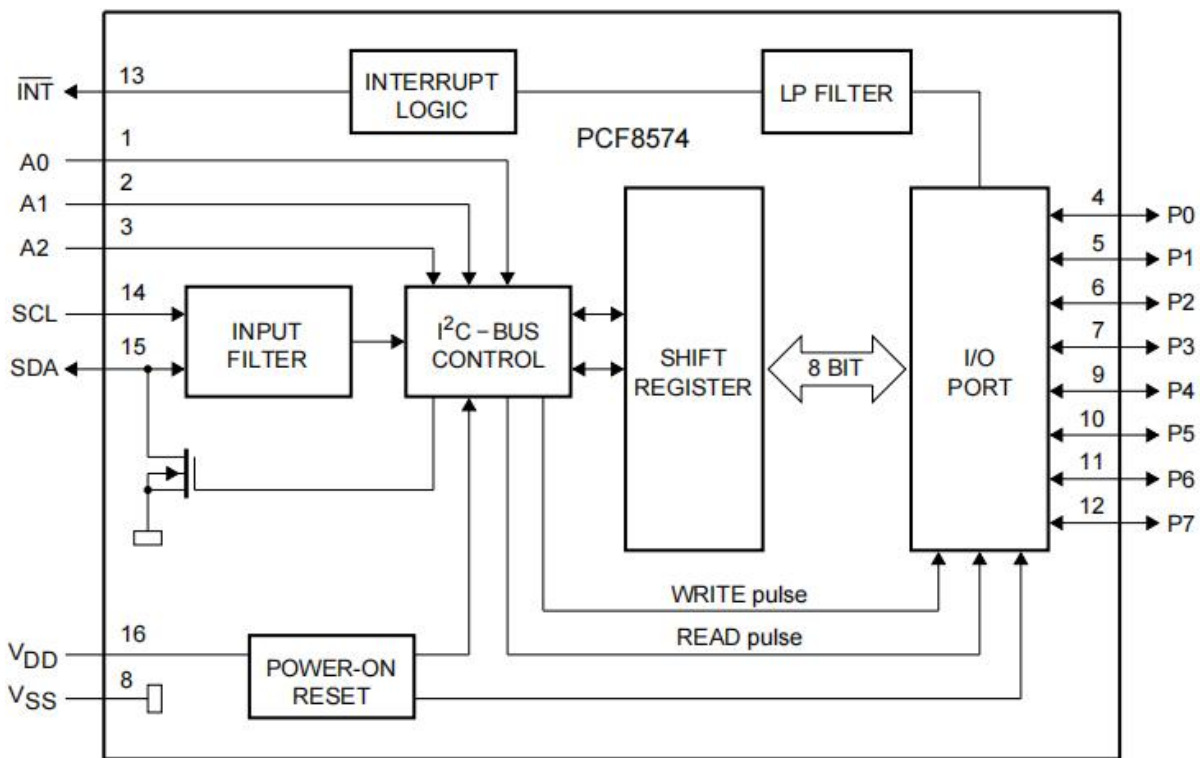 INT
13
INTERRUPT
LOGIC
LP FILTER
PCF8574
A0
1
A1
2
A2
3
SCL
14
SDA
15
INPUT
FILTER
I²C – BUS
CONTROL
SHIFT
REGISTER
8 BIT
I/O
PORT
4 P0
5 P1
6 P2
7 P3
9 P4
10 P5
11 P6
12 P7
WRITE pulse
READ pulse
VDD
16
VSS
8
POWER-ON
RESET